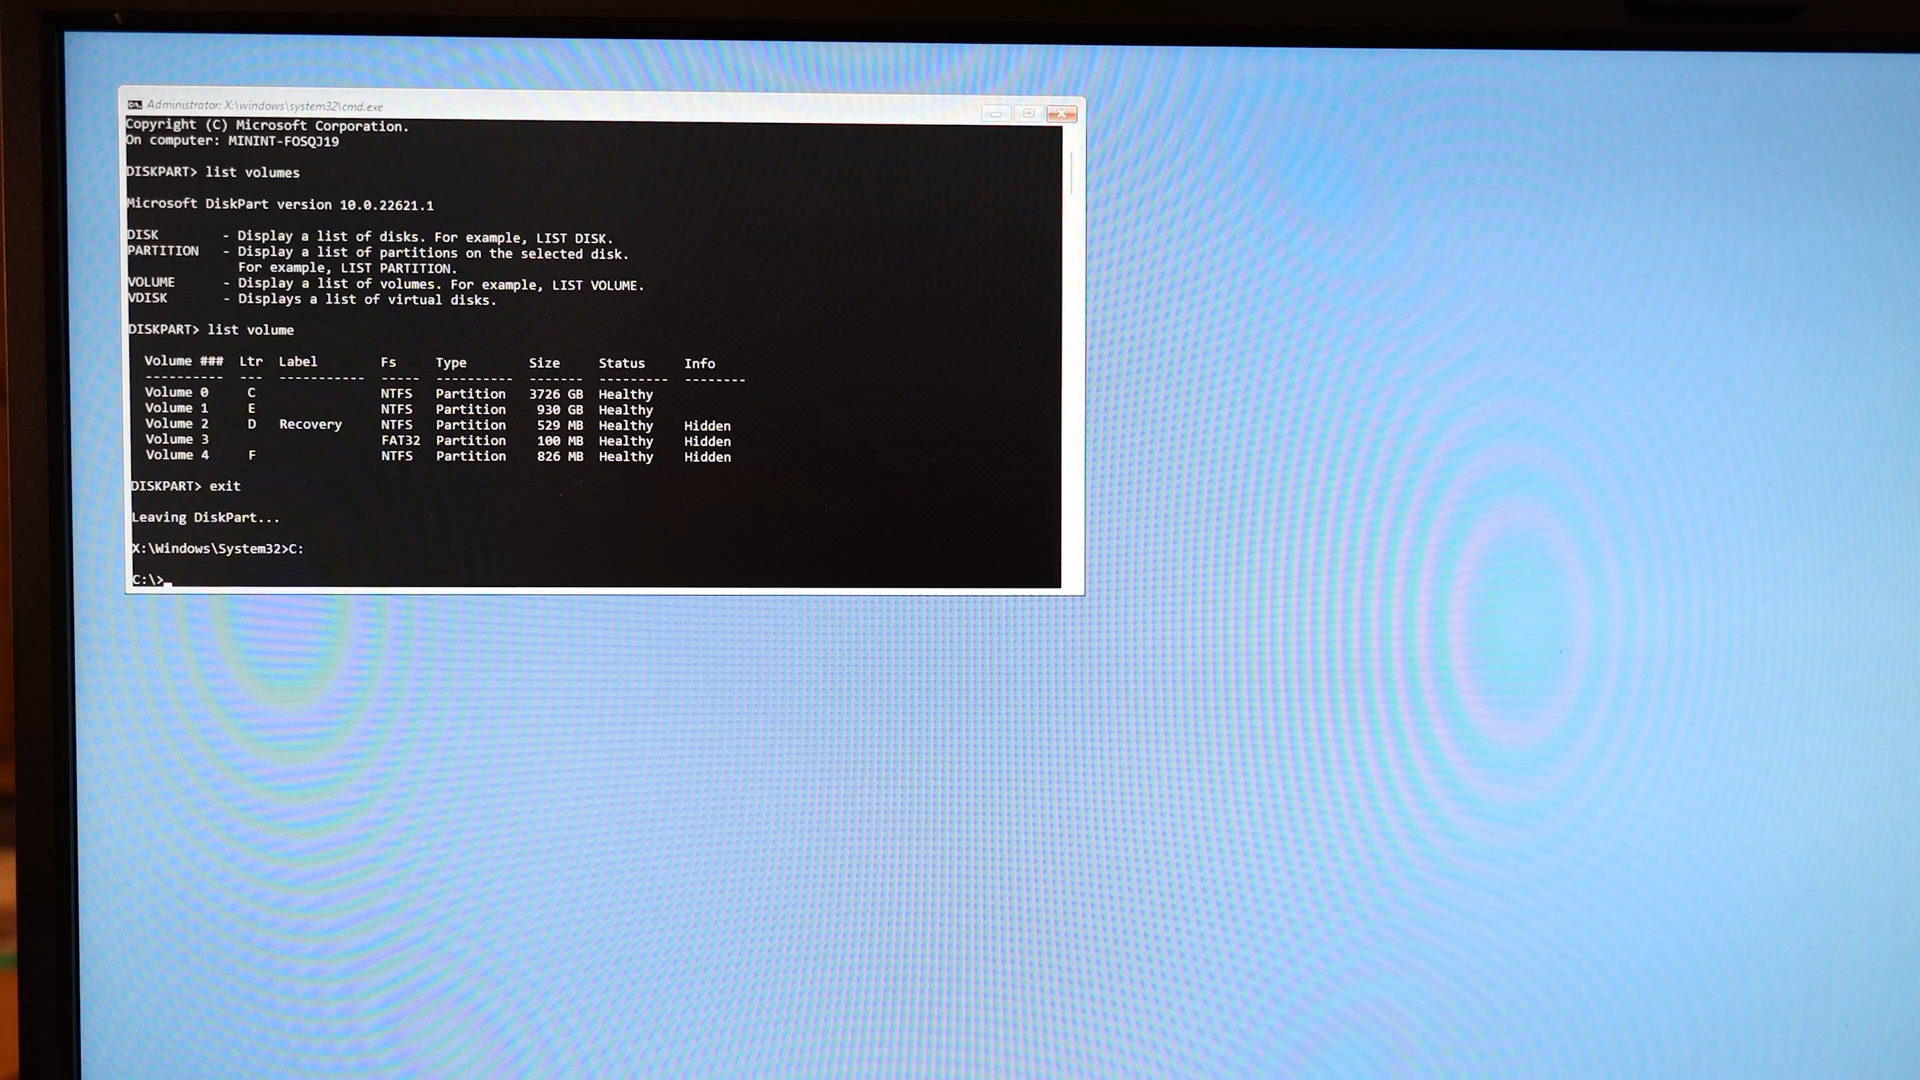 Administrator: X:\windows\system32\cmd.exe
Copyright (C) Microsoft Corporation.
On computer: MININT-FOSQJ19
DISKPART> list volumes
Microsoft DiskPart version 10.0.22621.1
DISK - Display a list of disks. For example, LIST DISK.
PARTITION - Display a list of partitions on the selected disk.
For example, LIST PARTITION.
VOLUME - Display a list of volumes. For example, LIST VOLUME.
VDISK - Displays a list of virtual disks.
DISKPART> list volume
Volume ### Ltr Label Fs Type Size Status Info
---------- --- ----------- ----- ---------- ------- --------- --------
Volume 0 C NTFS Partition 3726 GB Healthy
Volume 1 E NTFS Partition 930 GB Healthy
Volume 2 D Recovery NTFS Partition 529 MB Healthy Hidden
Volume 3 FAT32 Partition 100 MB Healthy Hidden
Volume 4 F NTFS Partition 826 MB Healthy Hidden
DISKPART> exit
Leaving DiskPart...
X:\Windows\System32>C:
C:\>_